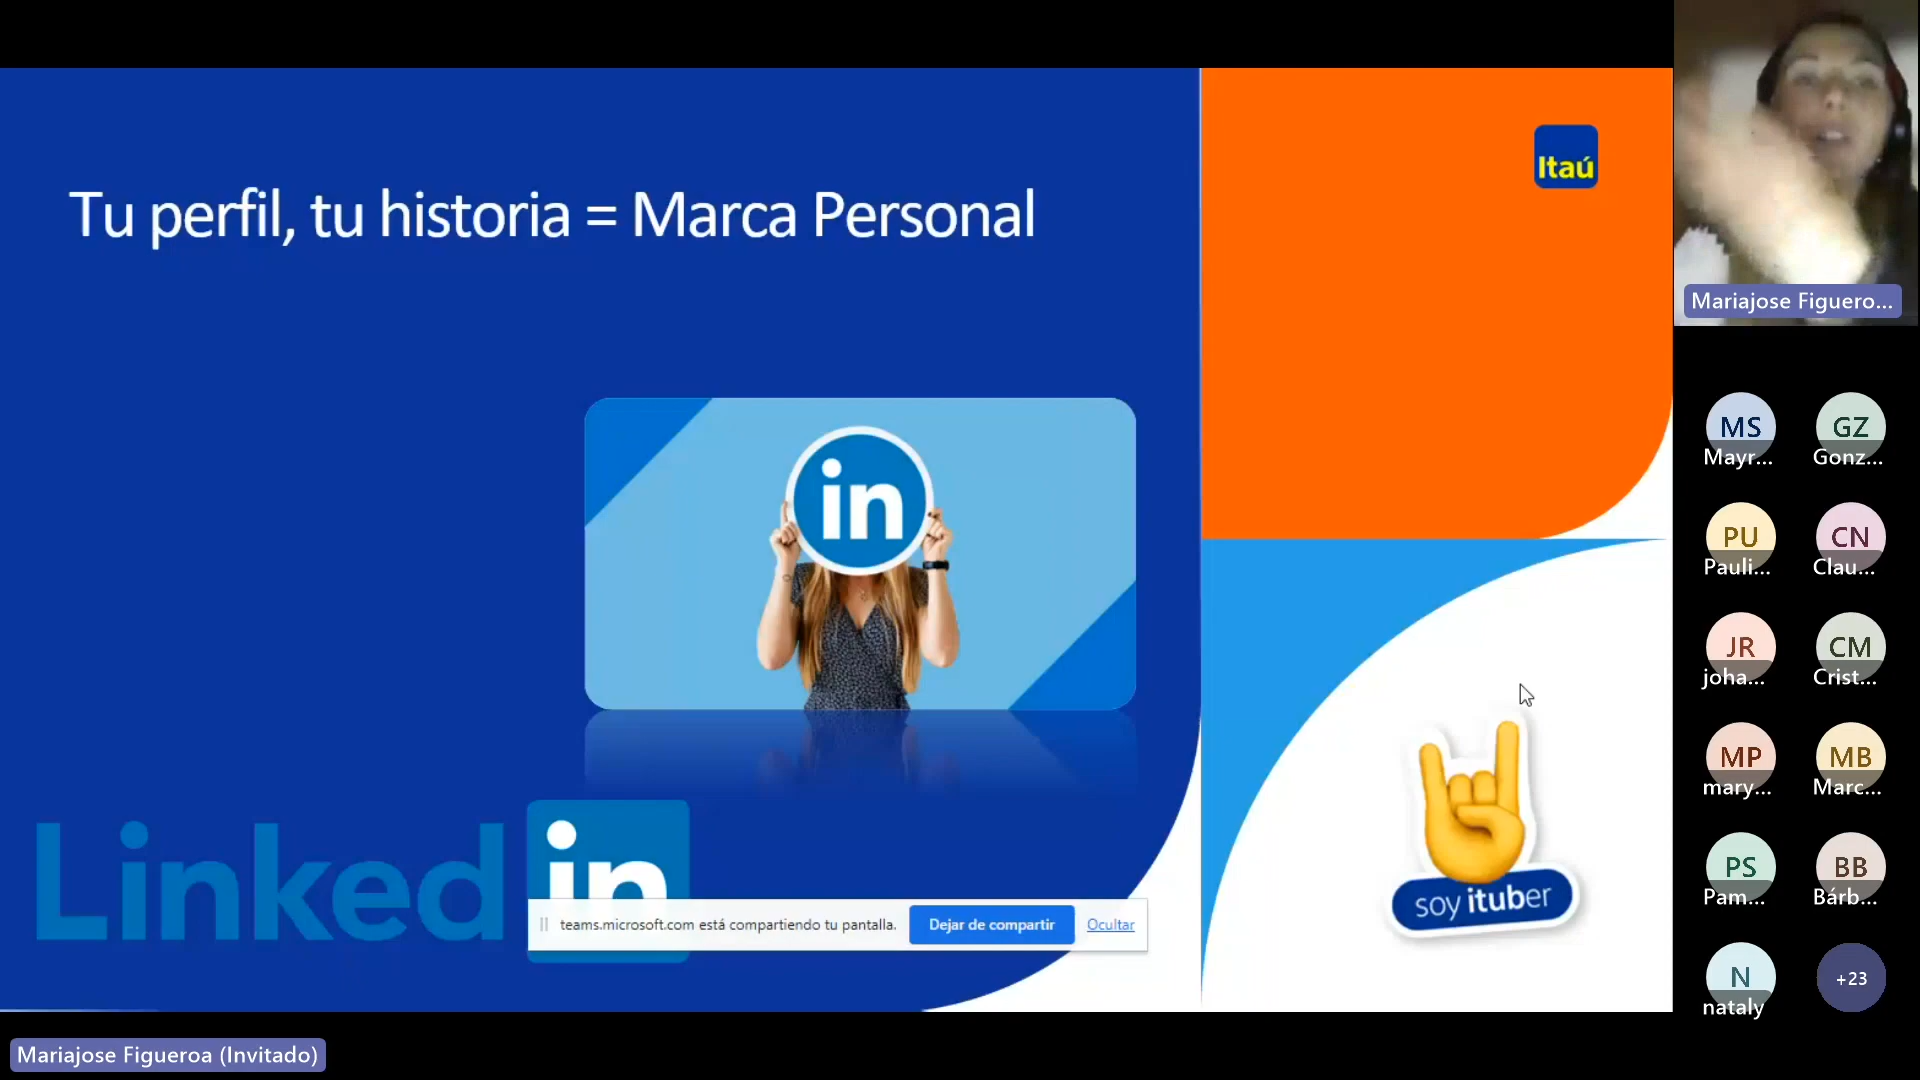 Tu perfil, tu historia = Marca Personal
Itaú
in
Linked in
teams.microsoft.com está compartiendo tu pantalla.
Dejar de compartir
Ocultar
soy ituber
Mariajose Figuero...
MS
Mayr...
GZ
Gonz...
PU
Pauli...
CN
Clau...
JR
joha...
CM
Crist...
MP
mary...
MB
Marc...
PS
Pam...
BB
Bárb...
N
nataly
+23
Mariajose Figueroa (Invitado)